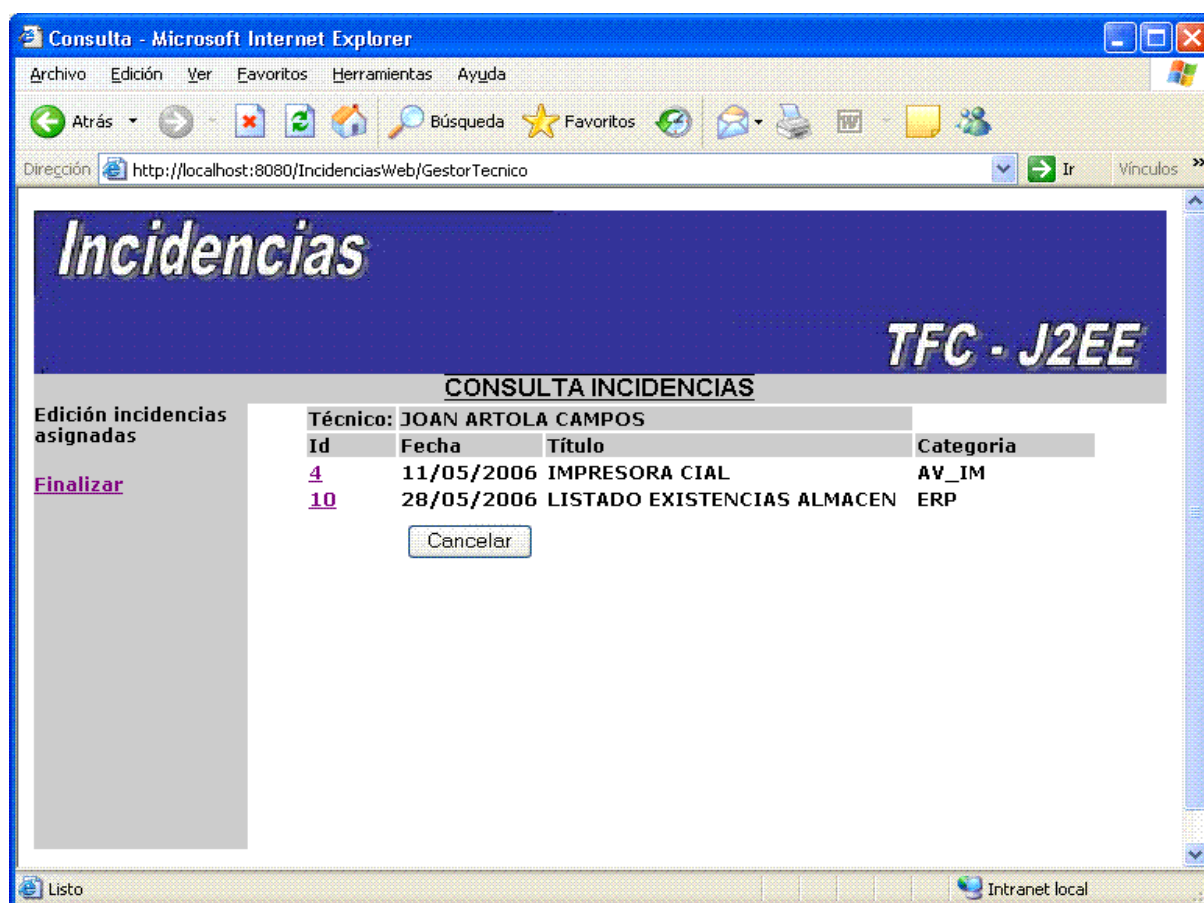 Consulta - Microsoft Internet Explorer
Archivo Edición Ver Favoritos Herramientas Ayuda
Atrás Búsqueda Favoritos
Dirección http://localhost:8080/IncidenciasWeb/GestorTecnico Ir Vínculos »
Incidencias
TFC - J2EE
CONSULTA INCIDENCIAS
Edición incidencias
asignadas
Finalizar
Técnico: JOAN ARTOLA CAMPOS
Id Fecha Título Categoria
4 11/05/2006 IMPRESORA CIAL AV_IM
10 28/05/2006 LISTADO EXISTENCIAS ALMACEN ERP
Cancelar
Listo Intranet local